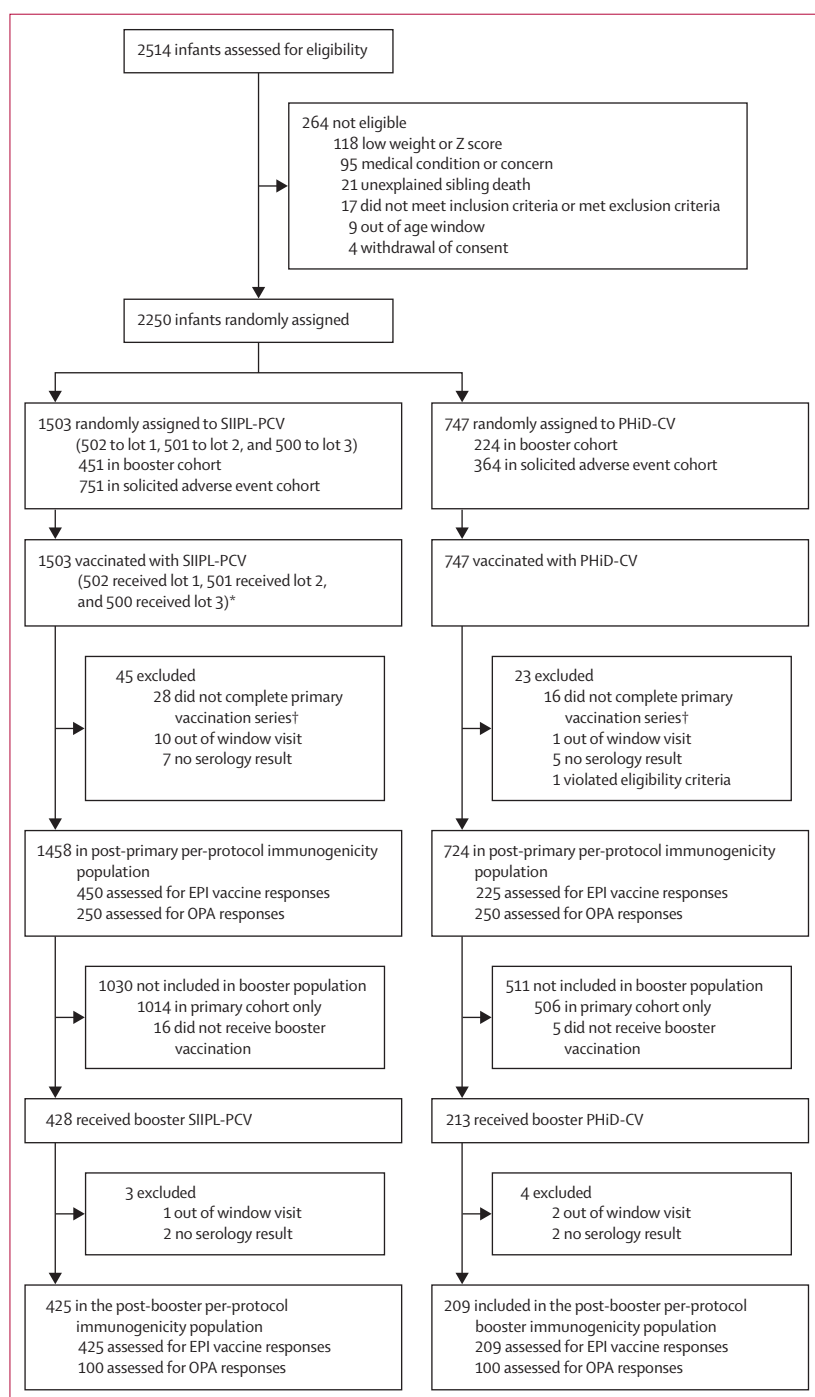 2514 infants assessed for eligibility
264 not eligible
118 low weight or Z score
95 medical condition or concern
21 unexplained sibling death
17 did not meet inclusion criteria or met exclusion criteria
9 out of age window
4 withdrawal of consent
2250 infants randomly assigned
1503 randomly assigned to SIIPL-PCV
(502 to lot 1, 501 to lot 2, and 500 to lot 3)
451 in booster cohort
751 in solicited adverse event cohort
747 randomly assigned to PHiD-CV
224 in booster cohort
364 in solicited adverse event cohort
1503 vaccinated with SIIPL-PCV
(502 received lot 1, 501 received lot 2,
and 500 received lot 3)*
747 vaccinated with PHiD-CV
45 excluded
28 did not complete primary
vaccination series†
10 out of window visit
7 no serology result
23 excluded
16 did not complete primary
vaccination series†
1 out of window visit
5 no serology result
1 violated eligibility criteria
1458 in post-primary per-protocol immunogenicity
population
450 assessed for EPI vaccine responses
250 assessed for OPA responses
724 in post-primary per-protocol immunogenicity
population
225 assessed for EPI vaccine responses
250 assessed for OPA responses
1030 not included in booster population
1014 in primary cohort only
16 did not receive booster
vaccination
511 not included in booster population
506 in primary cohort only
5 did not receive booster
vaccination
428 received booster SIIPL-PCV
213 received booster PHiD-CV
3 excluded
1 out of window visit
2 no serology result
4 excluded
2 out of window visit
2 no serology result
425 in the post-booster per-protocol
immunogenicity population
425 assessed for EPI vaccine responses
100 assessed for OPA responses
209 included in the post-booster per-protocol
booster immunogenicity population
209 assessed for EPI vaccine responses
100 assessed for OPA responses